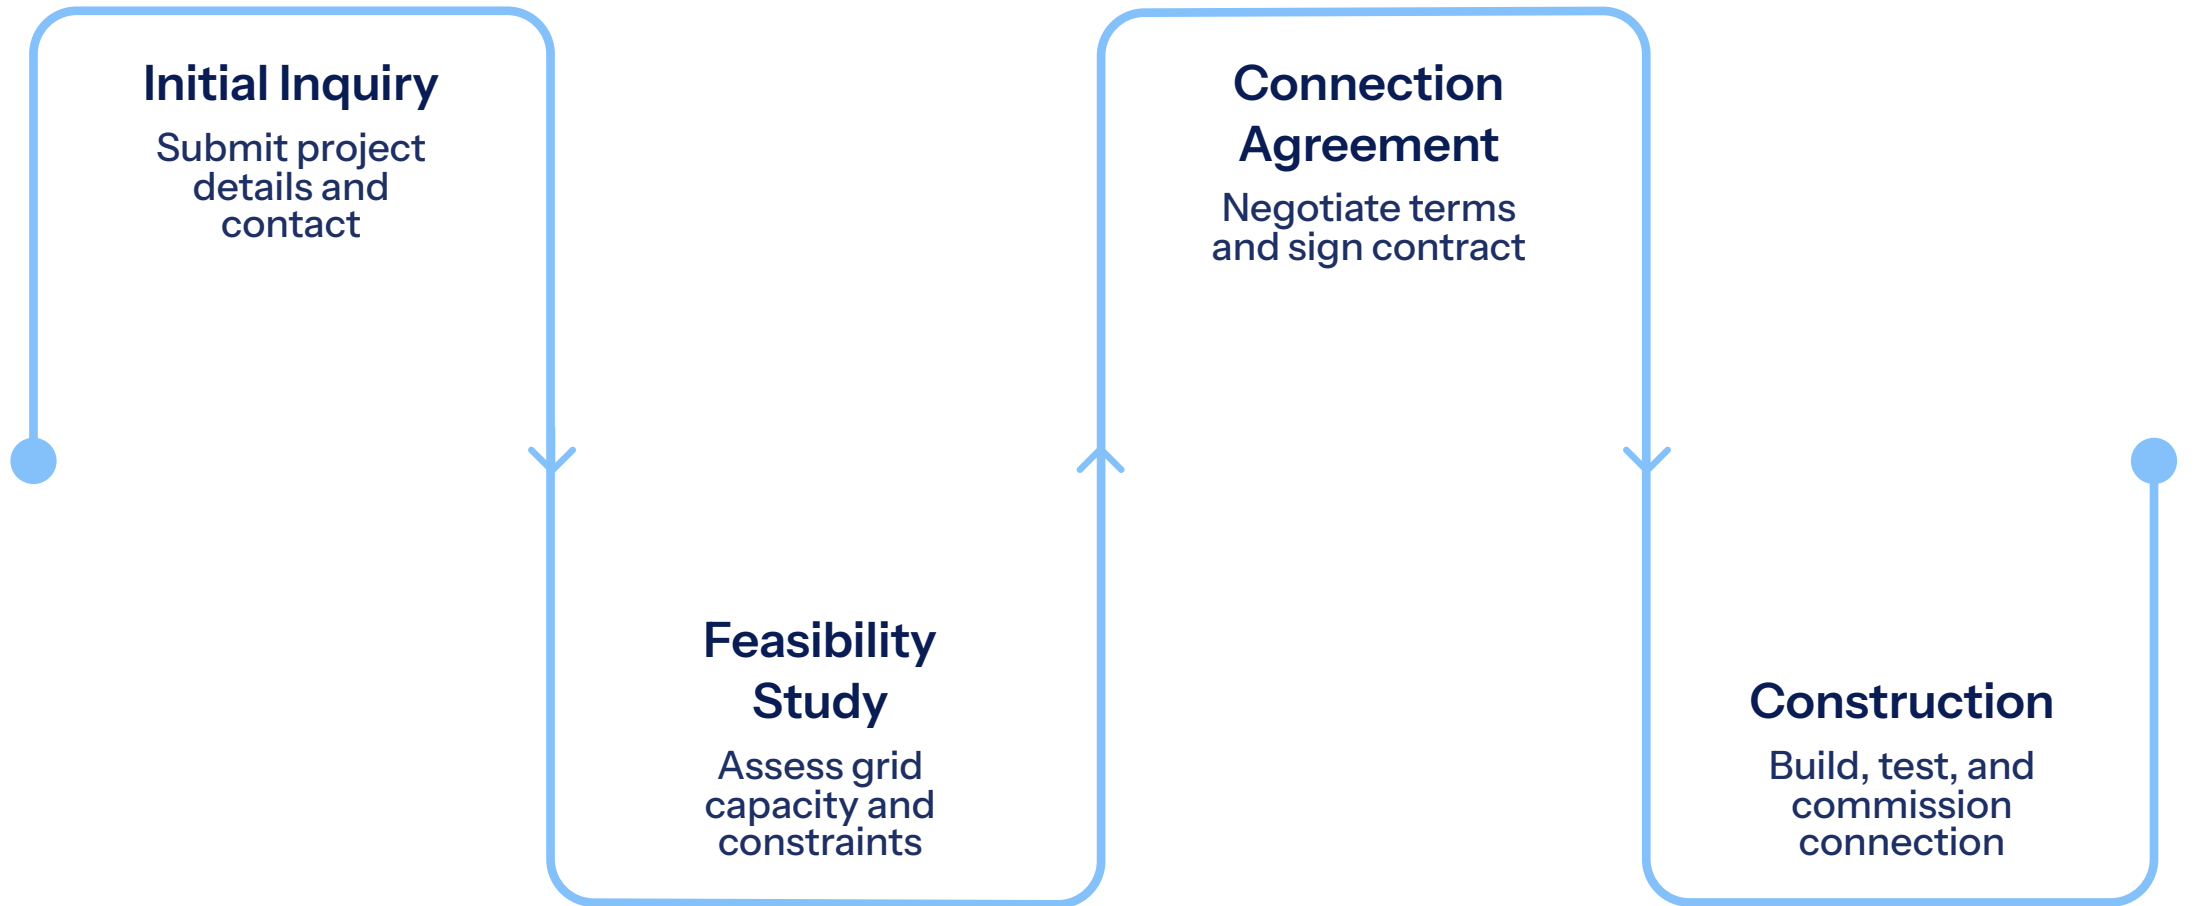 Initial Inquiry
Submit project
details and
contact
Feasibility
Study
Assess grid
capacity and
constraints
Connection
Agreement
Negotiate terms
and sign contract
Construction
Build, test, and
commission
connection